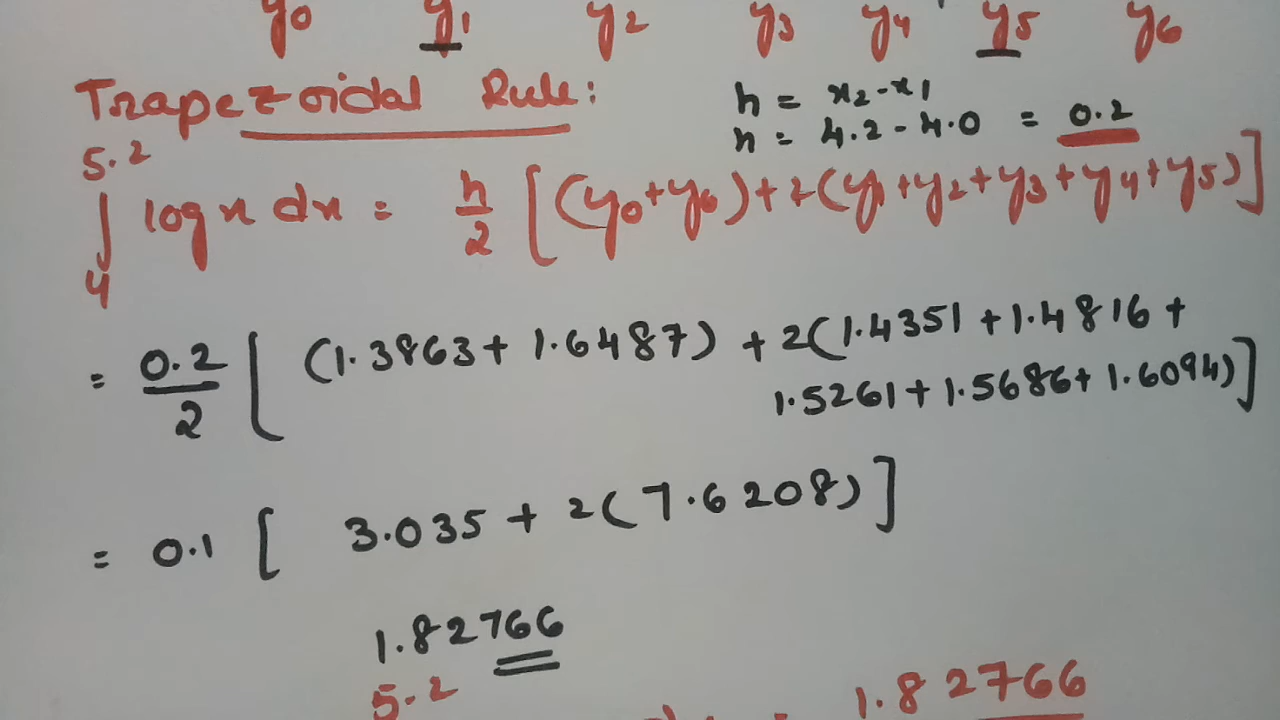 y0 y1 y2 y3 y4 y5 y6
Trapezoidal Rule:
h = x2-x1
h = 4.2-4.0 = 0.2
5.2
∫ log x dx = h/2 [(y0+y6)+2(y1+y2+y3+y4+y5)]
4
= 0.2/2 [ (1.3863+1.6487) + 2(1.4351+1.4816+
1.5261+1.5686+1.6094)]
= 0.1 [ 3.035 + 2(7.6208)]
1.82766
5.2
= 1.82766